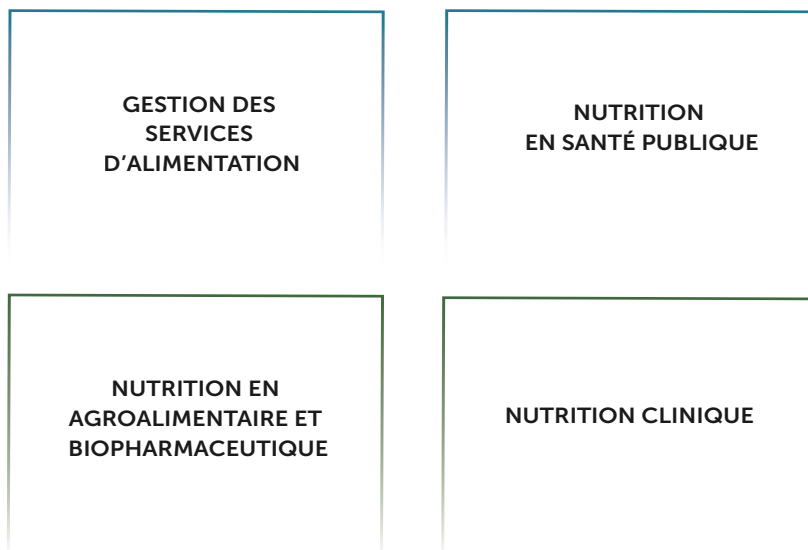 GESTION DES
SERVICES
D’ALIMENTATION
NUTRITION
EN SANTÉ PUBLIQUE
NUTRITION EN
AGROALIMENTAIRE ET
BIOPHARMACEUTIQUE
NUTRITION CLINIQUE